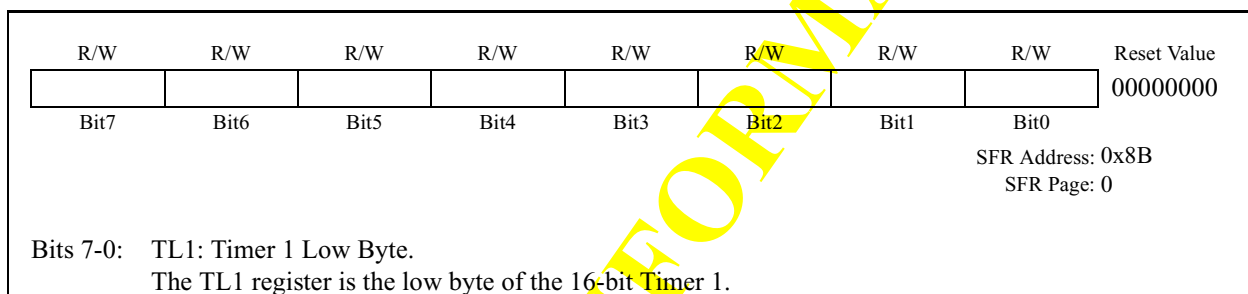 R/W R/W R/W R/W R/W R/W R/W R/W Reset Value
00000000
Bit7 Bit6 Bit5 Bit4 Bit3 Bit2 Bit1 Bit0
SFR Address: 0x8B
SFR Page: 0
Bits 7-0: TL1: Timer 1 Low Byte.
The TL1 register is the low byte of the 16-bit Timer 1.
FORM